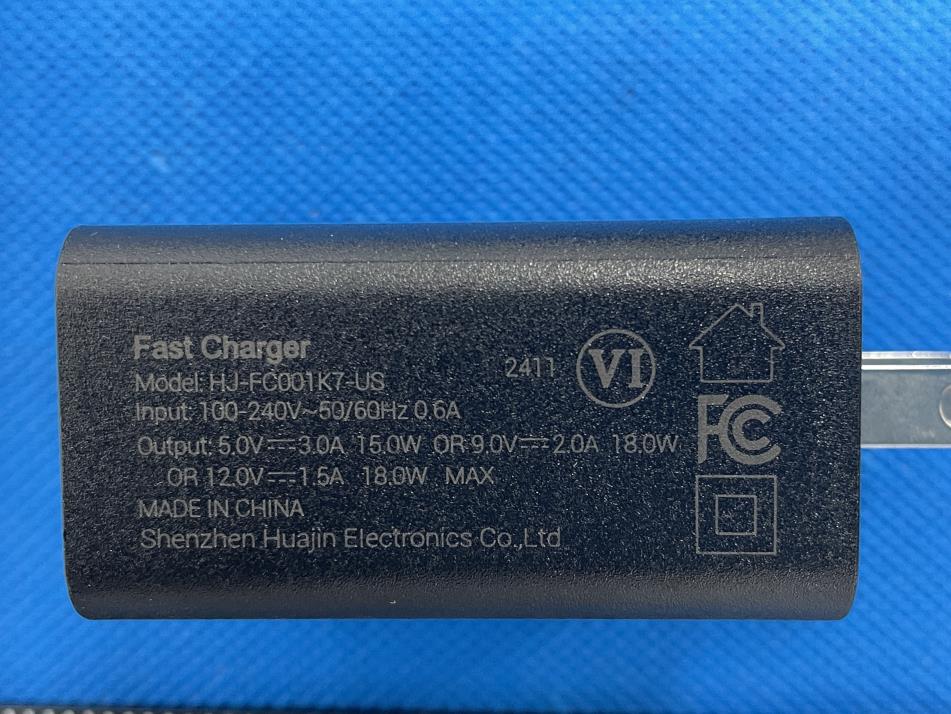 Fast Charger
2411
VI
Model: HJ-FC001K7-US
Input: 100-240V~50/60Hz 0.6A
FC
Output: 5.0V⎓3.0A 15.0W OR 9.0V⎓2.0A 18.0W
OR 12.0V⎓1.5A 18.0W MAX
MADE IN CHINA
Shenzhen Huajin Electronics Co.,Ltd